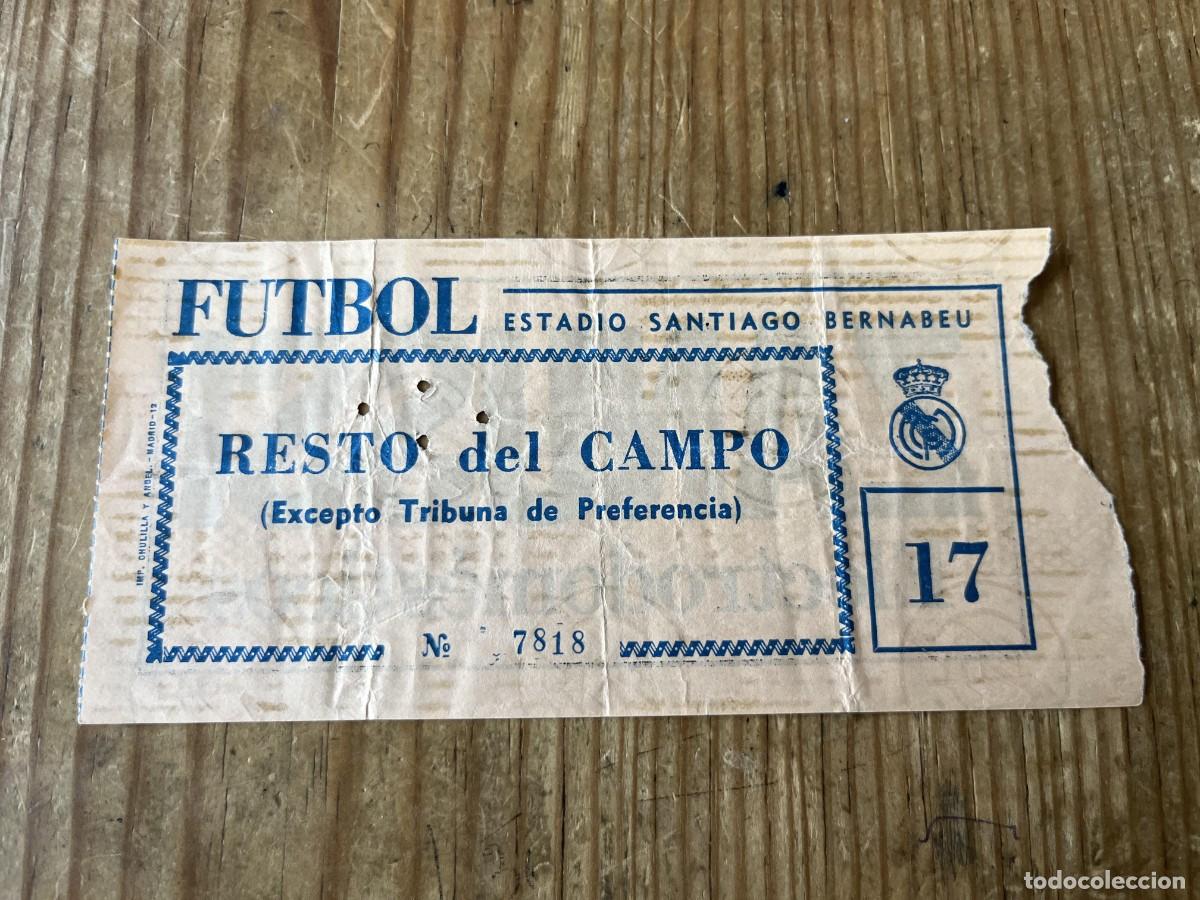 FUTBOL
ESTADIO SANTIAGO BERNABEU
RESTO del CAMPO
(Excepto Tribuna de Preferencia)
Nº 7818
17
IMP. CHULILLA Y ANGEL. - MADRID-12
todocoleccion